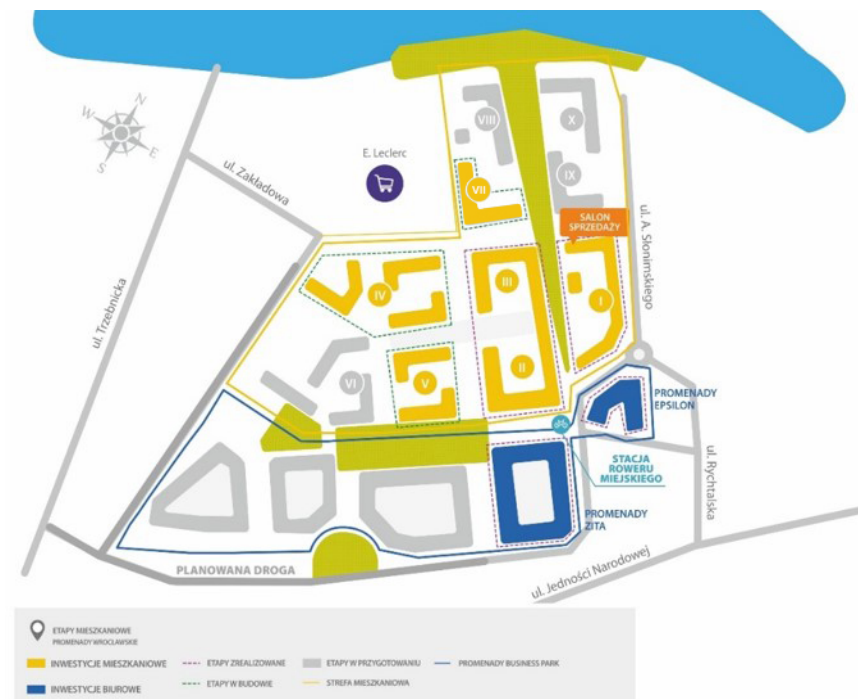 N
W
E
S
E. Leclerc
ul. Zakładowa
ul. Trzebnicka
VIII
X
VII
IX
SALON
SPRZEDAŻY
ul. A. Słonimskiego
IV
III
I
VI
V
II
PROMENADY
EPSILON
STACJA
ROWERU
MIEJSKIEGO
ul. Rychtalska
PROMENADY
ZITA
PLANOWANA DROGA
ul. Jedności Narodowej
ETAPY MIESZKANIOWE
PROMENADY WROCŁAWSKIE
INWESTYCJE MIESZKANIOWE
ETAPY ZREALIZOWANE
ETAPY W PRZYGOTOWANIU
PROMENADY BUSINESS PARK
INWESTYCJE BIUROWE
ETAPY W BUDOWIE
STREFA MIESZKANIOWA